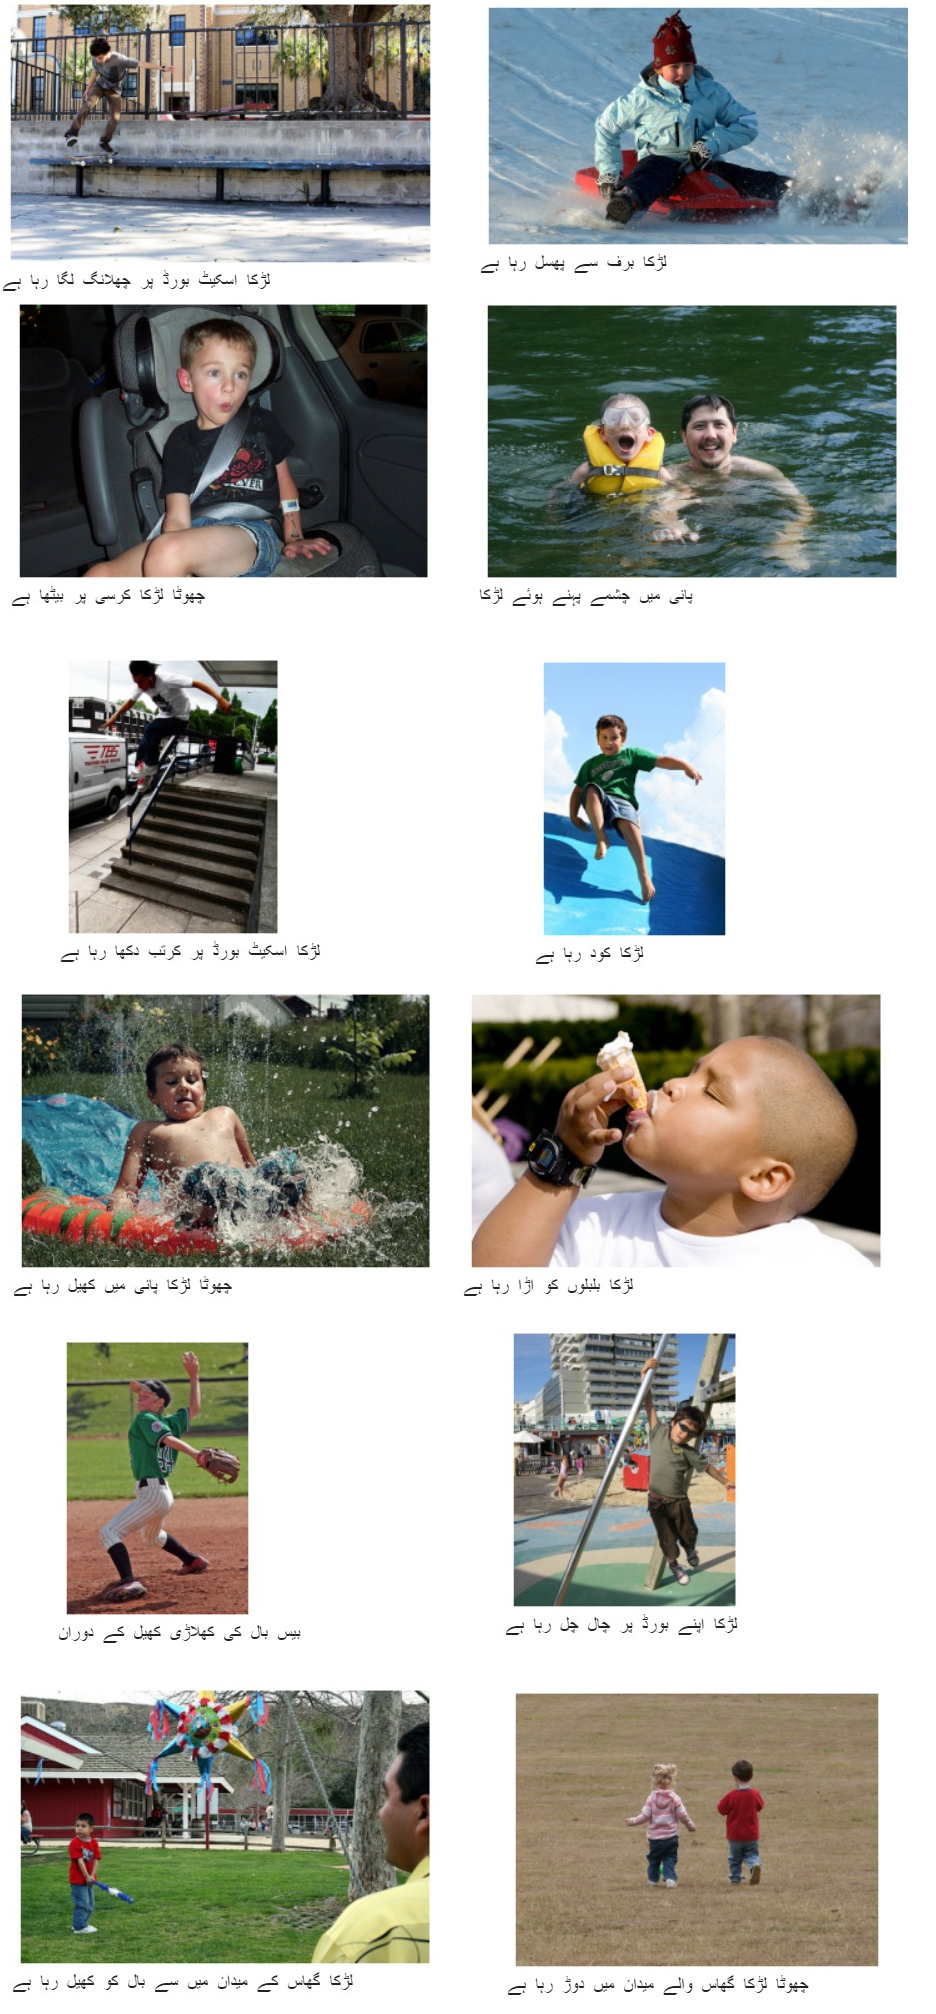 لڑکا اسکیٹ بورڈ پر چھلانگ لگا رہا ہے
لڑکا برف سے پھسل رہا ہے
چھوٹا لڑکا کرسی پر بیٹھا ہے
پانی میں چشمے پہنے ہوئے لڑکا
TBS
لڑکا اسکیٹ بورڈ پر کرتب دکھا رہا ہے
لڑکا کود رہا ہے
چھوٹا لڑکا پانی میں کھیل رہا ہے
لڑکا بلبلوں کو اڑا رہا ہے
بیس بال کی کھلاڑی کھیل کے دوران
لڑکا اپنے بورڈ پر چال چل رہا ہے
لڑکا گھاس کے میدان میں سے بال کو کھیل رہا ہے
چھوٹا لڑکا گھاس والے میدان میں دوڑ رہا ہے